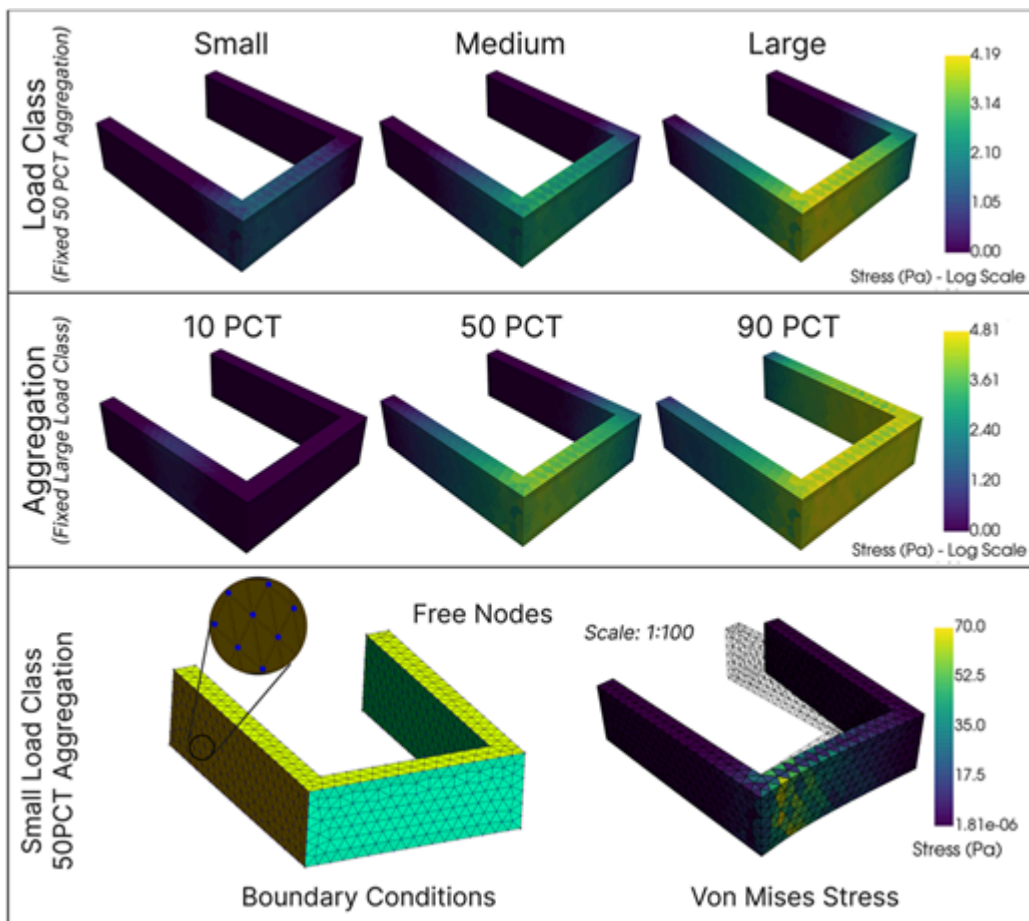 Load Class
(Fixed 50 PCT Aggregation)
Small
Medium
Large
4.19
3.14
2.10
1.05
0.00
Stress (Pa) - Log Scale
Aggregation
(Fixed Large Load Class)
10 PCT
50 PCT
90 PCT
4.81
3.61
2.40
1.20
0.00
Stress (Pa) - Log Scale
Small Load Class
50PCT Aggregation
Free Nodes
Boundary Conditions
Scale: 1:100
70.0
52.5
35.0
17.5
1.81e-06
Stress (Pa)
Von Mises Stress